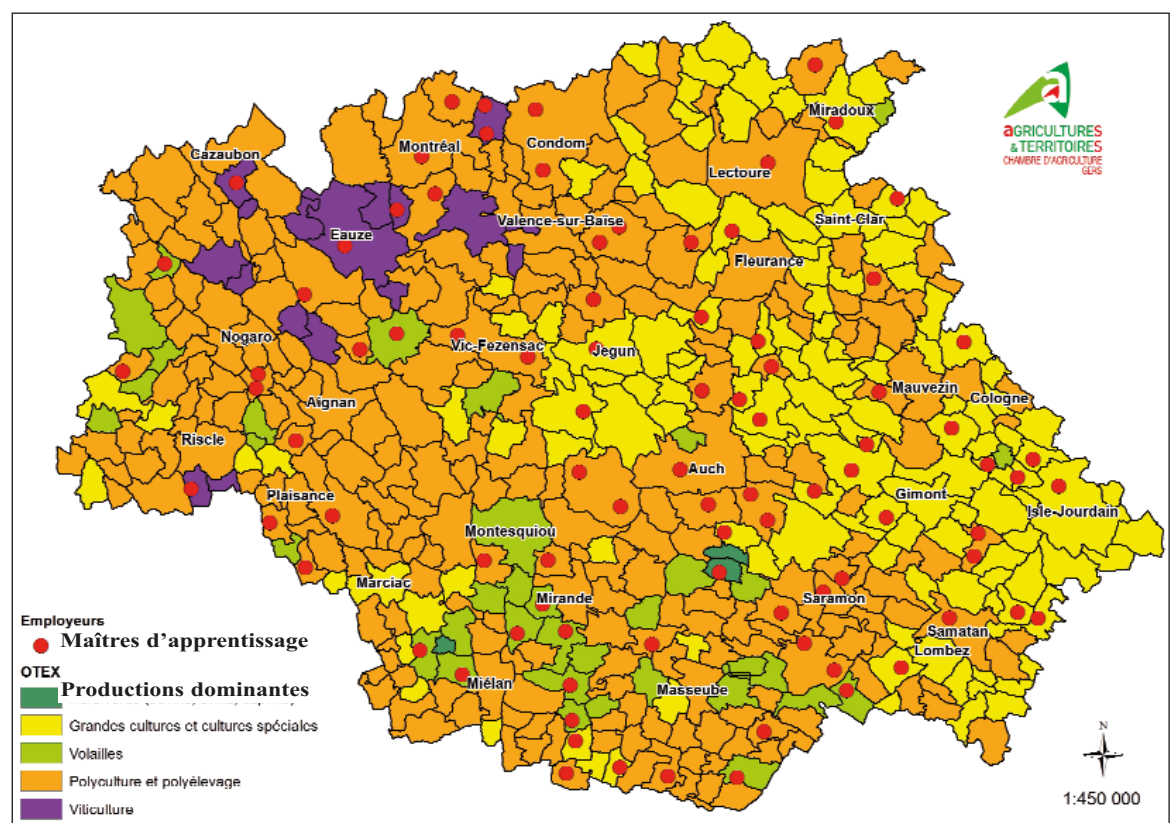 aGRICULTURES
& TERRITOIRES
CHAMBRE D'AGRICULTURE
GERS
Miradoux
Condom
Montréal
Cazaubon
Lectoure
Saint-Clar
Valence-sur-Baïse
Eauze
Fleurance
Nogaro
Vic-Fezensac
Jegun
Mauvezin
Cologne
Aignan
Riscle
Auch
Plaisance
Gimont
Isle-Jourdain
Montesquiou
Marciac
Mirande
Saramon
Samatan
Lombez
Miélan
Masseube
Employeurs
Maîtres d'apprentissage
OTEX
Productions dominantes
Grandes cultures et cultures spéciales
Volailles
Polyculture et polyélevage
Viticulture
N
1:450 000